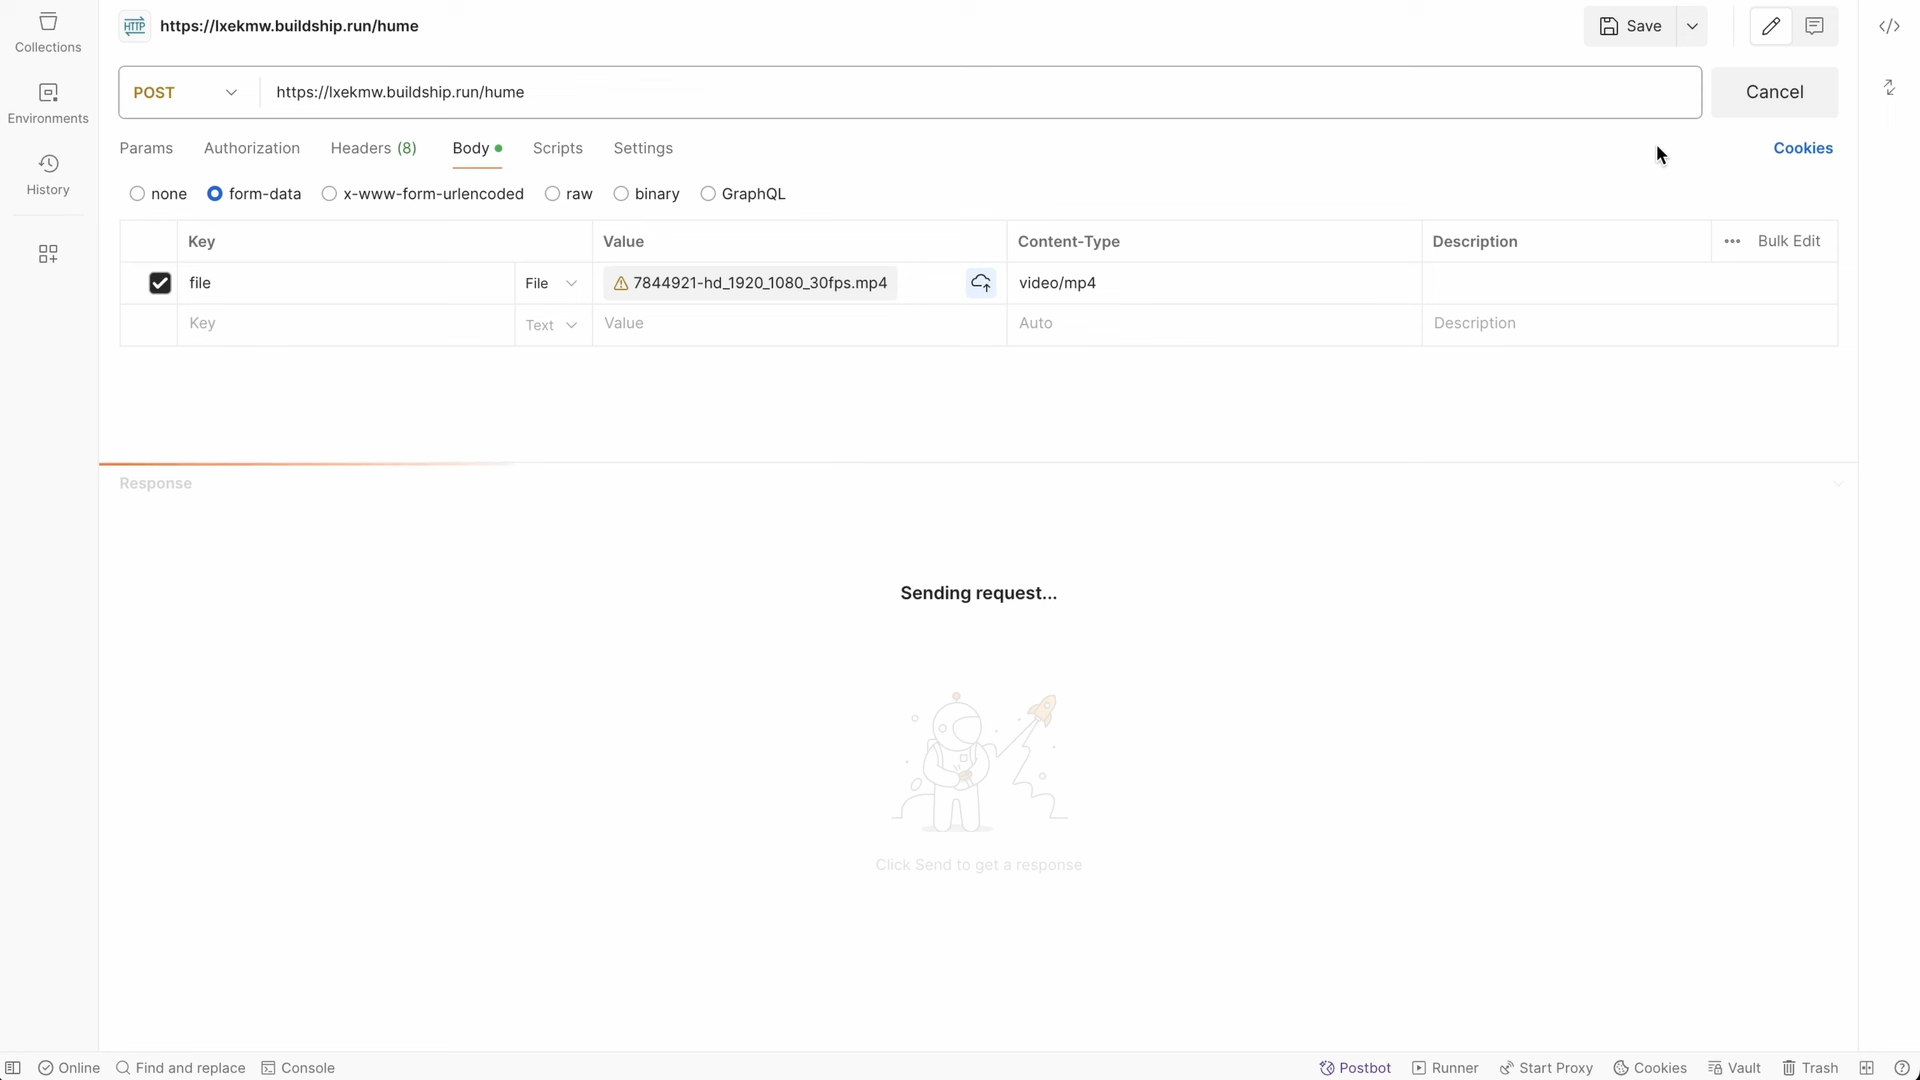 Collections
Environments
History
HTTP https://lxekmw.buildship.run/hume
Save
POST https://lxekmw.buildship.run/hume
Cancel
Params Authorization Headers (8) Body Scripts Settings
Cookies
none form-data x-www-form-urlencoded raw binary GraphQL
Key Value Content-Type Description ••• Bulk Edit
file File 7844921-hd_1920_1080_30fps.mp4 video/mp4
Key Text Value Auto Description
Response
Sending request...
Click Send to get a response
Online Find and replace Console
Postbot Runner Start Proxy Cookies Vault Trash